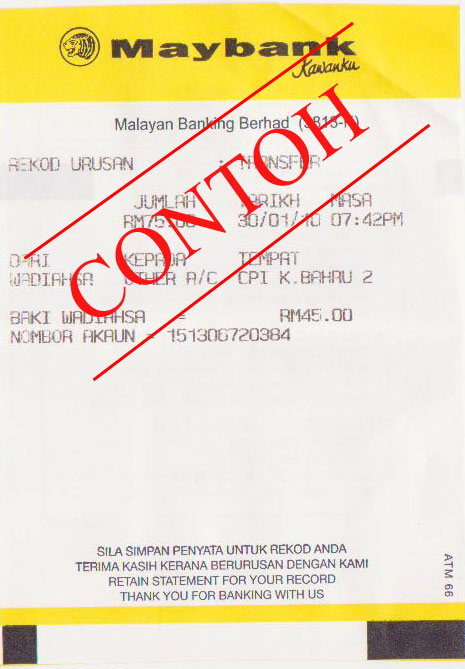 Maybank
Kawanku
Malayan Banking Berhad (3813-K)
REKOD URUSAN : TRANSFER
JUMLAH TARIKH MASA
RM75.00 30/01/10 07:42PM
DARI KEPADA TEMPAT
WADIAHSA OTHER A/C CPI K.BAHRU 2
BAKI WADIAHSA = RM45.00
NOMBOR AKAUN = 151306720384
CONTOH
SILA SIMPAN PENYATA UNTUK REKOD ANDA
TERIMA KASIH KERANA BERURUSAN DENGAN KAMI
RETAIN STATEMENT FOR YOUR RECORD
THANK YOU FOR BANKING WITH US
ATM 66